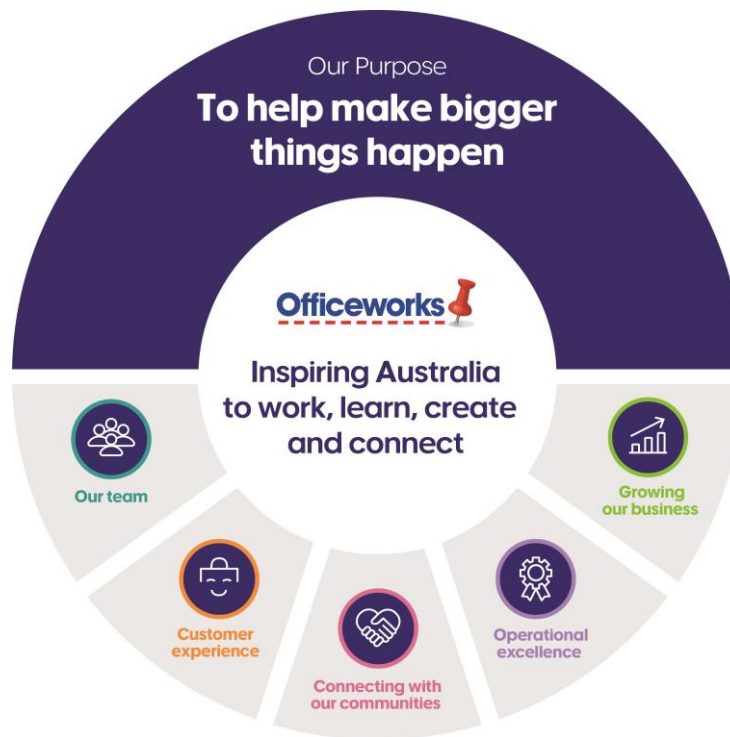 Our Purpose
To help make bigger
things happen
Officeworks
Inspiring Australia
to work, learn, create
and connect
Our team
Customer
experience
Connecting with
our communities
Operational
excellence
Growing
our business